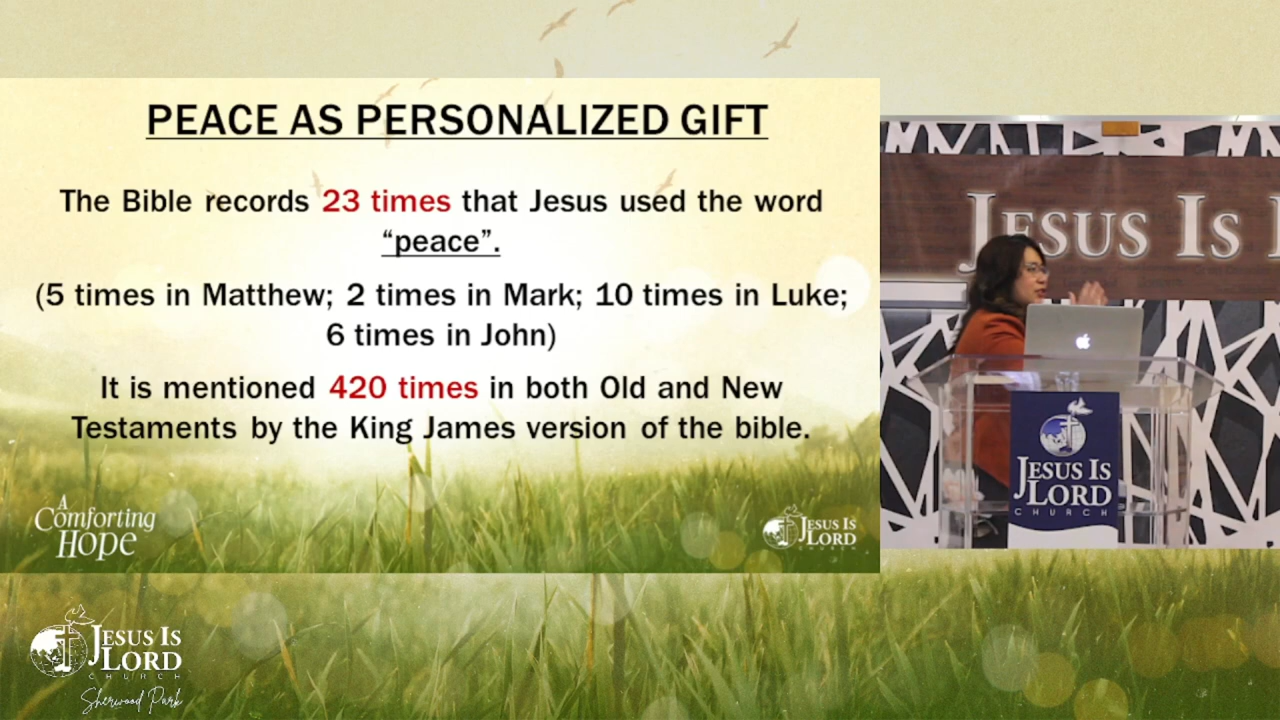 PEACE AS PERSONALIZED GIFT
The Bible records 23 times that Jesus used the word
“peace”.
(5 times in Matthew; 2 times in Mark; 10 times in Luke;
6 times in John)
It is mentioned 420 times in both Old and New
Testaments by the King James version of the bible.
A
Comforting
Hope
JESUS IS
LORD
CHURCH
JESUS IS
JESUS IS
LORD
CHURCH
JESUS IS
LORD
CHURCH
Sherwood Park